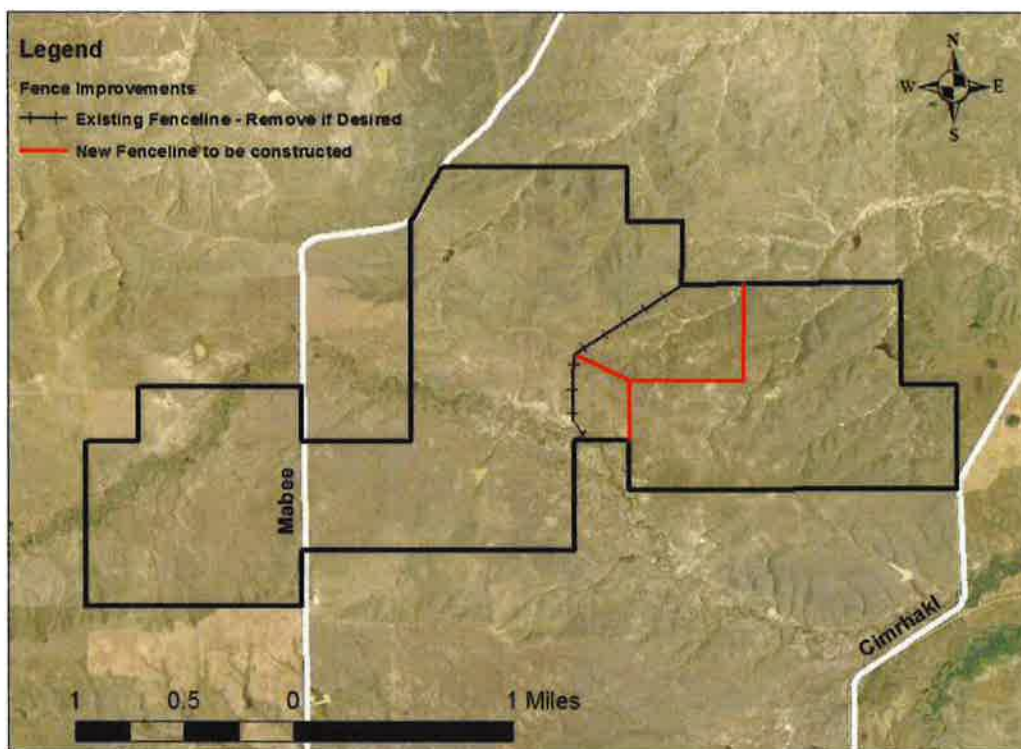 Legend
Fence Improvements
Existing Fenceline - Remove if Desired
New Fenceline to be constructed
N
W E
S
Mabee
Cimrhakl
1 0.5 0 1 Miles